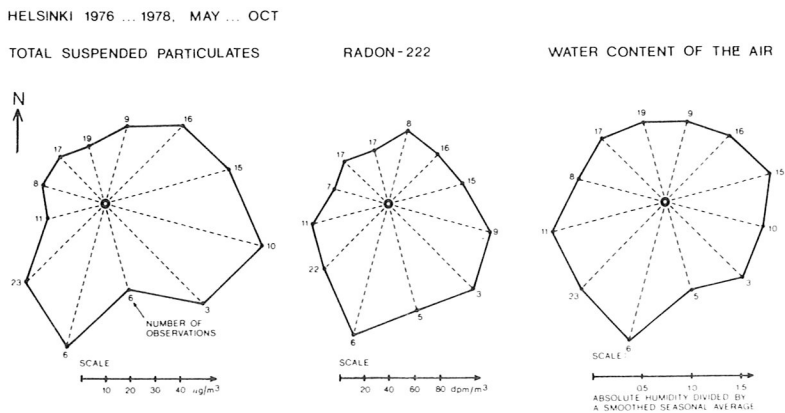 HELSINKI 1976 ... 1978, MAY ... OCT
TOTAL SUSPENDED PARTICULATES
RADON-222
WATER CONTENT OF THE AIR
N
9
16
15
10
3
6
6
23
11
8
17
19
NUMBER OF
OBSERVATIONS
SCALE
10 20 30 40 µg/m3
8
16
15
9
3
5
6
22
11
7
17
17
SCALE
20 40 60 80 dpm/m3
9
16
15
10
3
5
6
23
11
8
17
19
SCALE
0.5 1.0 1.5
ABSOLUTE HUMIDITY DIVIDED BY
A SMOOTHED SEASONAL AVERAGE